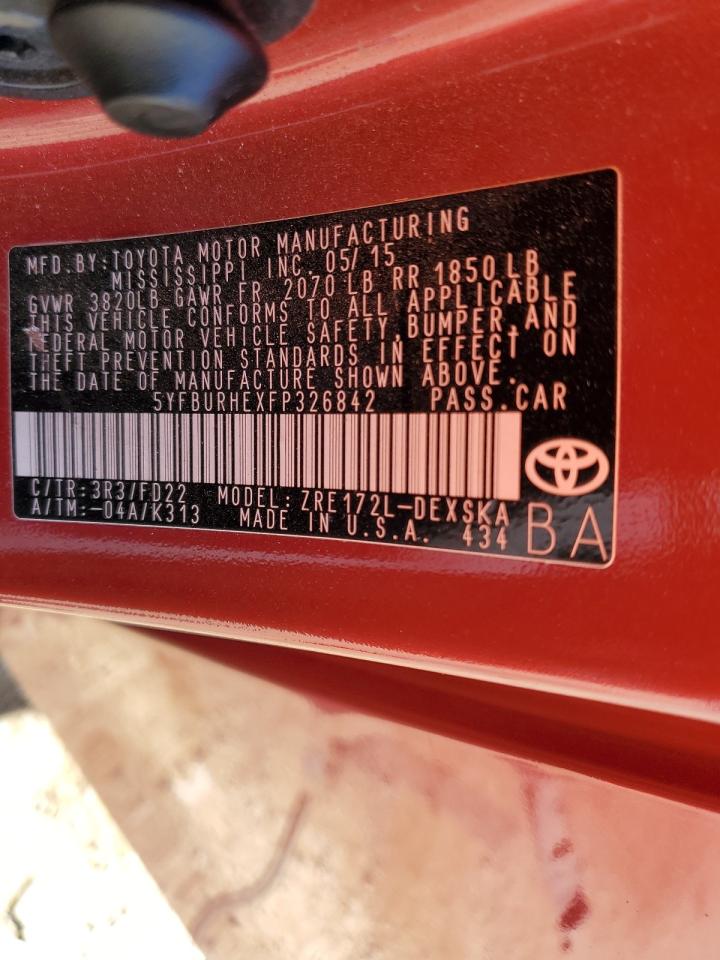 MFD.BY:TOYOTA MOTOR MANUFACTURING
MISSISSIPPI INC. 05/15
GVWR 3820LB GAWR FR 2070 LB RR 1850 LB
THIS VEHICLE CONFORMS TO ALL APPLICABLE
FEDERAL MOTOR VEHICLE SAFETY,BUMPER,AND
THEFT PREVENTION STANDARDS IN EFFECT ON
THE DATE OF MANUFACTURE SHOWN ABOVE.
5YFBURHEXFP326842 PASS.CAR
C/TR:3R3/FD22 MODEL: ZRE172L-DEXSKA
A/TM:-04A/K313 MADE IN U.S.A. 434 BA